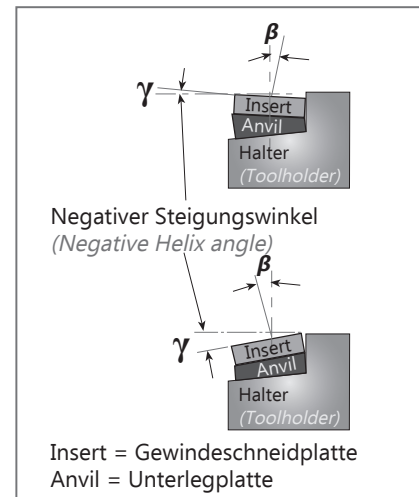 β
γ
Insert
Anvil
Halter
(Toolholder)
Negativer Steigungswinkel
(Negative Helix angle)
β
γ
Insert
Anvil
Halter
(Toolholder)
Insert = Gewindeschneidplatte
Anvil = Unterlegplatte